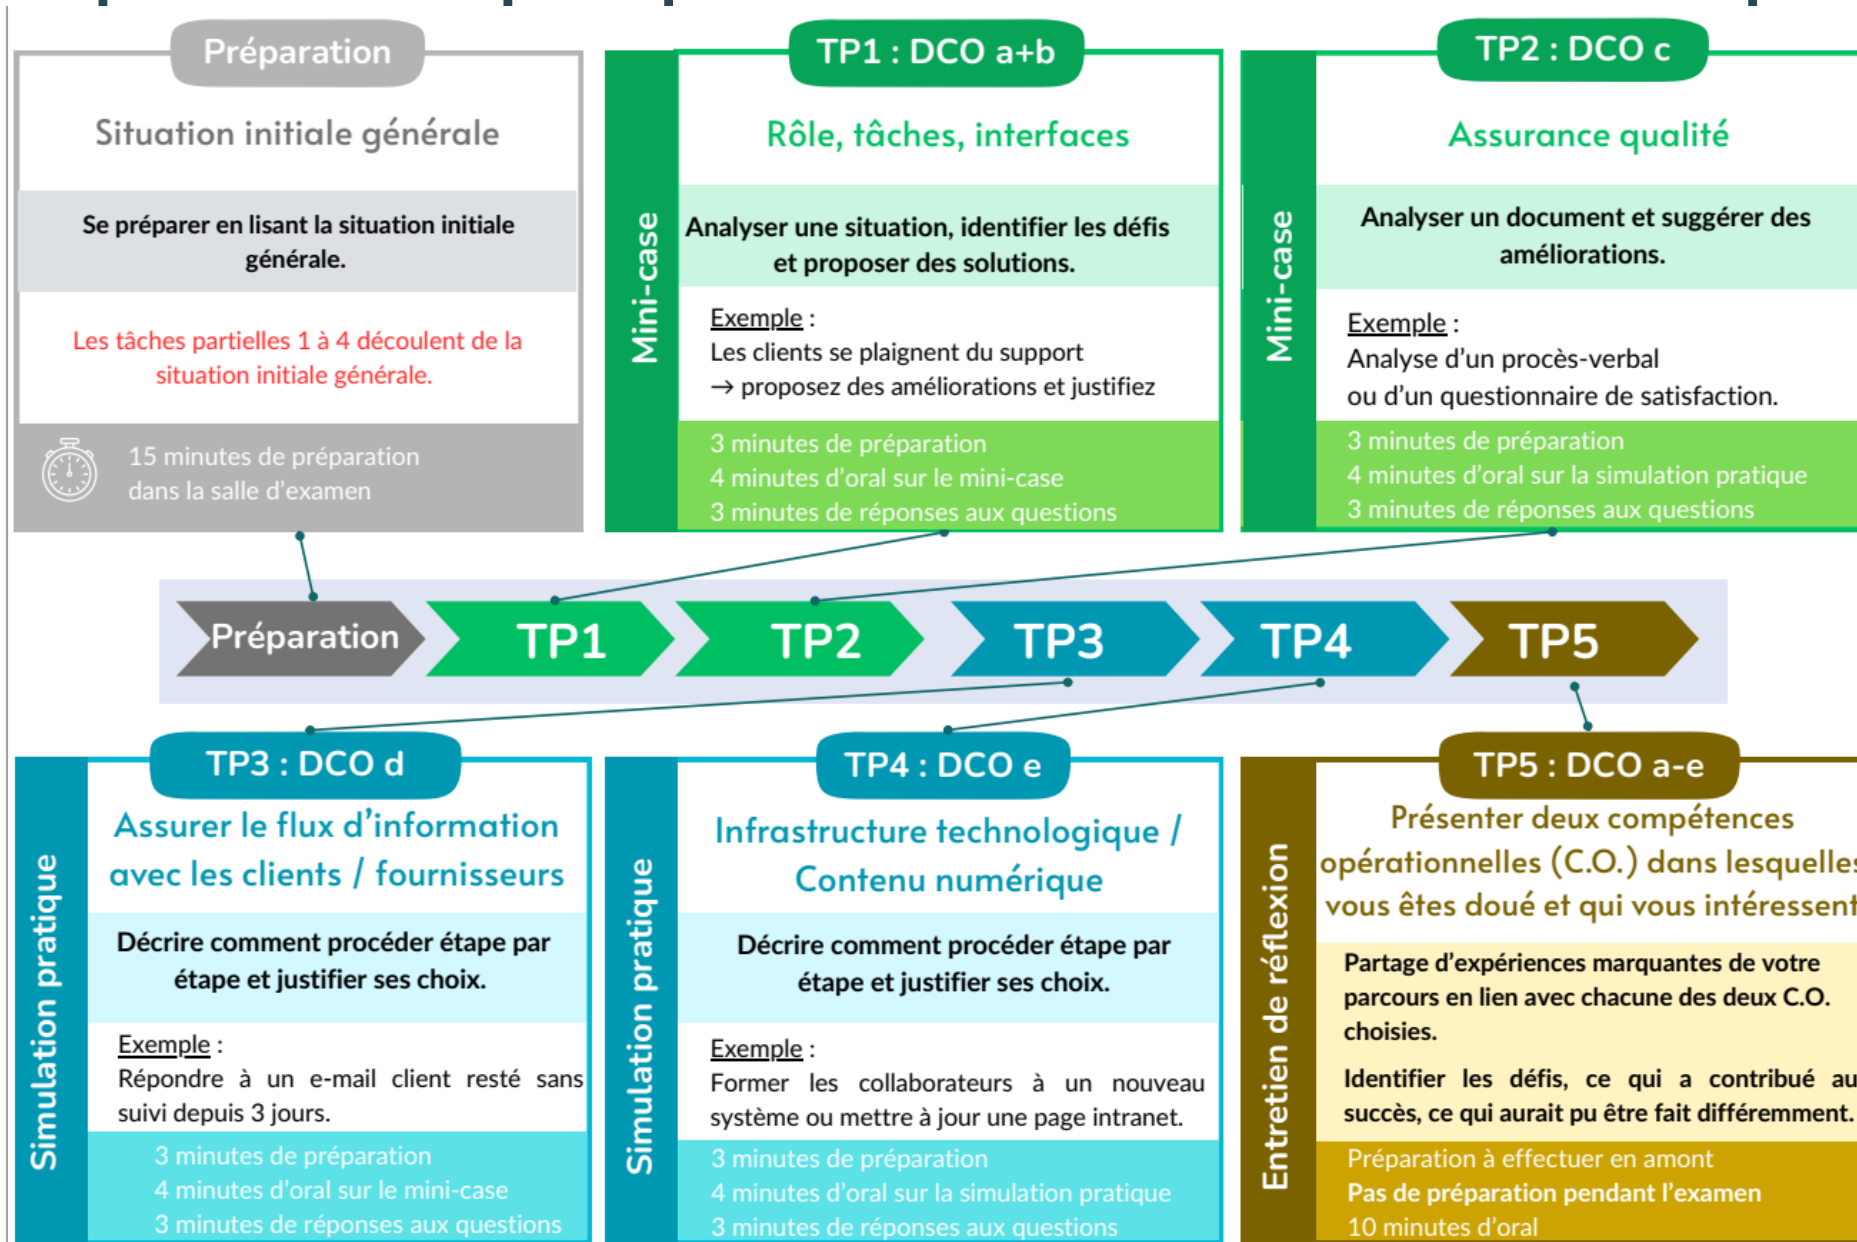 Préparation
Situation initiale générale
Se préparer en lisant la situation initiale
générale.
Les tâches partielles 1 à 4 découlent de la
situation initiale générale.
15 minutes de préparation
dans la salle d'examen
TP1 : DCO a+b
Mini-case
Rôle, tâches, interfaces
Analyser une situation, identifier les défis
et proposer des solutions.
Exemple :
Les clients se plaignent du support
→ proposez des améliorations et justifiez
3 minutes de préparation
4 minutes d'oral sur le mini-case
3 minutes de réponses aux questions
TP2 : DCO c
Mini-case
Assurance qualité
Analyser un document et suggérer des
améliorations.
Exemple :
Analyse d'un procès-verbal
ou d'un questionnaire de satisfaction.
3 minutes de préparation
4 minutes d'oral sur la simulation pratique
3 minutes de réponses aux questions
Préparation
TP1
TP2
TP3
TP4
TP5
TP3 : DCO d
Simulation pratique
Assurer le flux d'information
avec les clients / fournisseurs
Décrire comment procéder étape par
étape et justifier ses choix.
Exemple :
Répondre à un e-mail client resté sans
suivi depuis 3 jours.
3 minutes de préparation
4 minutes d'oral sur le mini-case
3 minutes de réponses aux questions
TP4 : DCO e
Simulation pratique
Infrastructure technologique /
Contenu numérique
Décrire comment procéder étape par
étape et justifier ses choix.
Exemple :
Former les collaborateurs à un nouveau
système ou mettre à jour une page intranet.
3 minutes de préparation
4 minutes d'oral sur la simulation pratique
3 minutes de réponses aux questions
TP5 : DCO a-e
Entretien de réflexion
Présenter deux compétences
opérationnelles (C.O.) dans lesquelles
vous êtes doué et qui vous intéressent
Partage d'expériences marquantes de votre
parcours en lien avec chacune des deux C.O.
choisies.
Identifier les défis, ce qui a contribué au
succès, ce qui aurait pu être fait différemment.
Préparation à effectuer en amont
Pas de préparation pendant l'examen
10 minutes d'oral